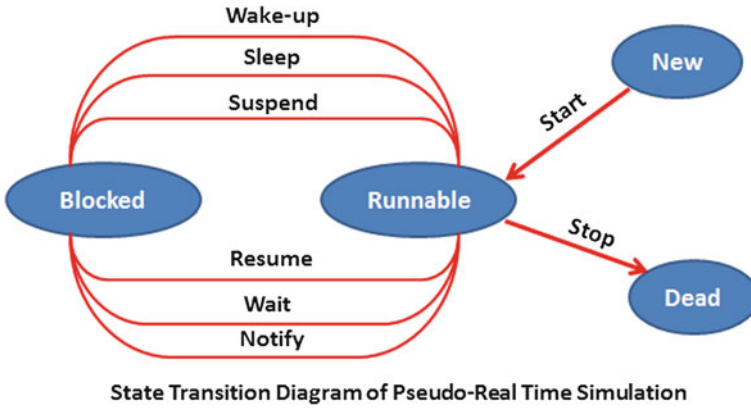 Wake-up
Sleep
Suspend
New
Start
Blocked
Runnable
Stop
Resume
Wait
Notify
Dead
State Transition Diagram of Pseudo-Real Time Simulation